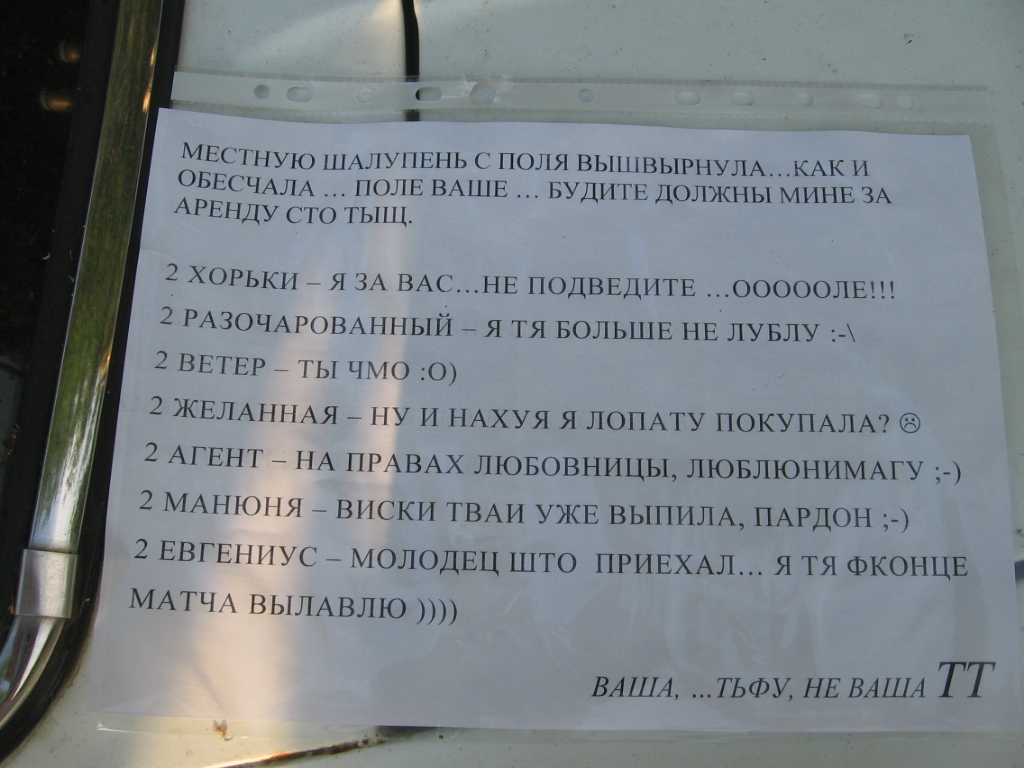 МЕСТНУЮ ШАЛУПЕНЬ С ПОЛЯ ВЫШВЫРНУЛА...КАК И
ОБЕСЧАЛА ... ПОЛЕ ВАШЕ ... БУДИТЕ ДОЛЖНЫ МИНЕ ЗА
АРЕНДУ СТО ТЫЩ.
2 ХОРЬКИ – Я ЗА ВАС...НЕ ПОДВЕДИТЕ ...ОООООЛЕ!!!
2 РАЗОЧАРОВАННЫЙ – Я ТЯ БОЛЬШЕ НЕ ЛУБЛУ :-\
2 ВЕТЕР – ТЫ ЧМО :О)
2 ЖЕЛАННАЯ – НУ И НАХУЯ Я ЛОПАТУ ПОКУПАЛА? ☹
2 АГЕНТ – НА ПРАВАХ ЛЮБОВНИЦЫ, ЛЮБЛЮНИМАГУ ;-)
2 МАНЮНЯ – ВИСКИ ТВАИ УЖЕ ВЫПИЛА, ПАРДОН ;-)
2 ЕВГЕНИУС – МОЛОДЕЦ ШТО ПРИЕХАЛ... Я ТЯ ФКОНЦЕ
МАТЧА ВЫЛАВЛЮ ))))
ВАША, ...ТЬФУ, НЕ ВАША ТТ